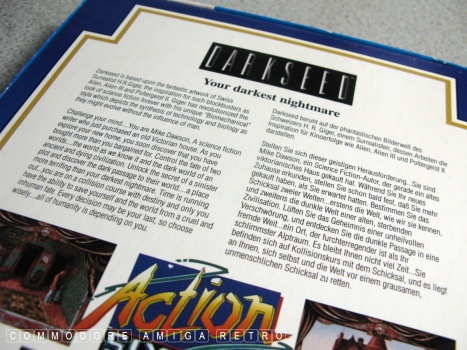 DARKSEED
Your darkest nightmare
Darkseed is based upon the fantastic artwork of Swiss
Surrealist H.R.Giger, the inspiration for such blockbusters as
Alien, Alien III and Poltergeist II. Giger has revolutionized the
look of science fiction forever with his unique "Biomechanical"
style which depicts the synthesis of technology and biology as
they might evolve without the influence of man.
Challenge your mind...You are Mike Dawson, A science fiction
writer who just purchased an old Victorian house. As you
explore your new home, you soon discover that you have
bought more than you bargained for. Control the fate of two
worlds...the world as we know it and the dark world of an
ancient and dying civilization. Unlock the secret of a sinister
plot and discover the dark passage to their world...a place
more alarming than your darkest nightmare. Time is running
out...you are on a collision course with destiny and only you
have the ability to save yourself and the world from a cruel and
inhuman fate. Every decision may be your last, so choose
wisely....all of humanity is depending on you.
Darkseed beruht auf der phantastischen Bilderwelt des
Schweizers H. R. Giger, einem Surrealisten, dessen Arbeiten die
Inspiration für Kinoerfolge wie Alien, Alien III und Poltergeist II
darstellen.
Stellen Sie sich dieser geistigen Herausforderung...Sie sind
Mike Dawson, ein Science Fiction-Autor, der gerade ein altes
viktorianisches Haus gekauft hat. Während Sie Ihr neues
Zuhause erkunden, stellen Sie schon bald fest, daß Sie mehr
gekauft haben, als Sie erwartet hatten. Bestimmen Sie das
Schicksal zweier Welten...erstens die Welt, wie wir sie kennen,
und zweitens die dunkle Welt einer alten, sterbenden
Zivilisation. Lüften Sie das Geheimnis einer unheilvollen
Verschwörung, und entdecken Sie die dunkle Passage in eine
fremde Welt...ein Ort, der furchterregender ist als Ihr
schlimmster Alptraum. Es bleibt Ihnen nicht viel Zeit...Sie
befinden sich auf Kollisionskurs mit dem Schicksal, und es liegt
an Ihnen, sich selbst und die Welt vor einem grausamen,
unmenschlichen Schicksal zu retten.
Action
COMMODORE AMIGA RETRO